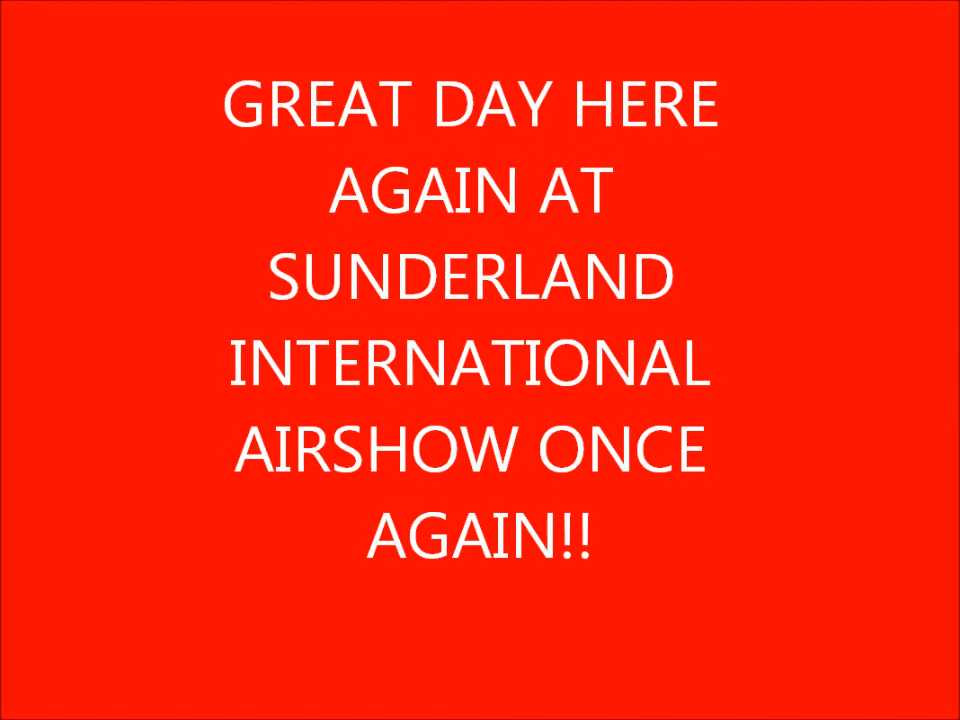 GREAT DAY HERE
AGAIN AT
SUNDERLAND
INTERNATIONAL
AIRSHOW ONCE
AGAIN!!